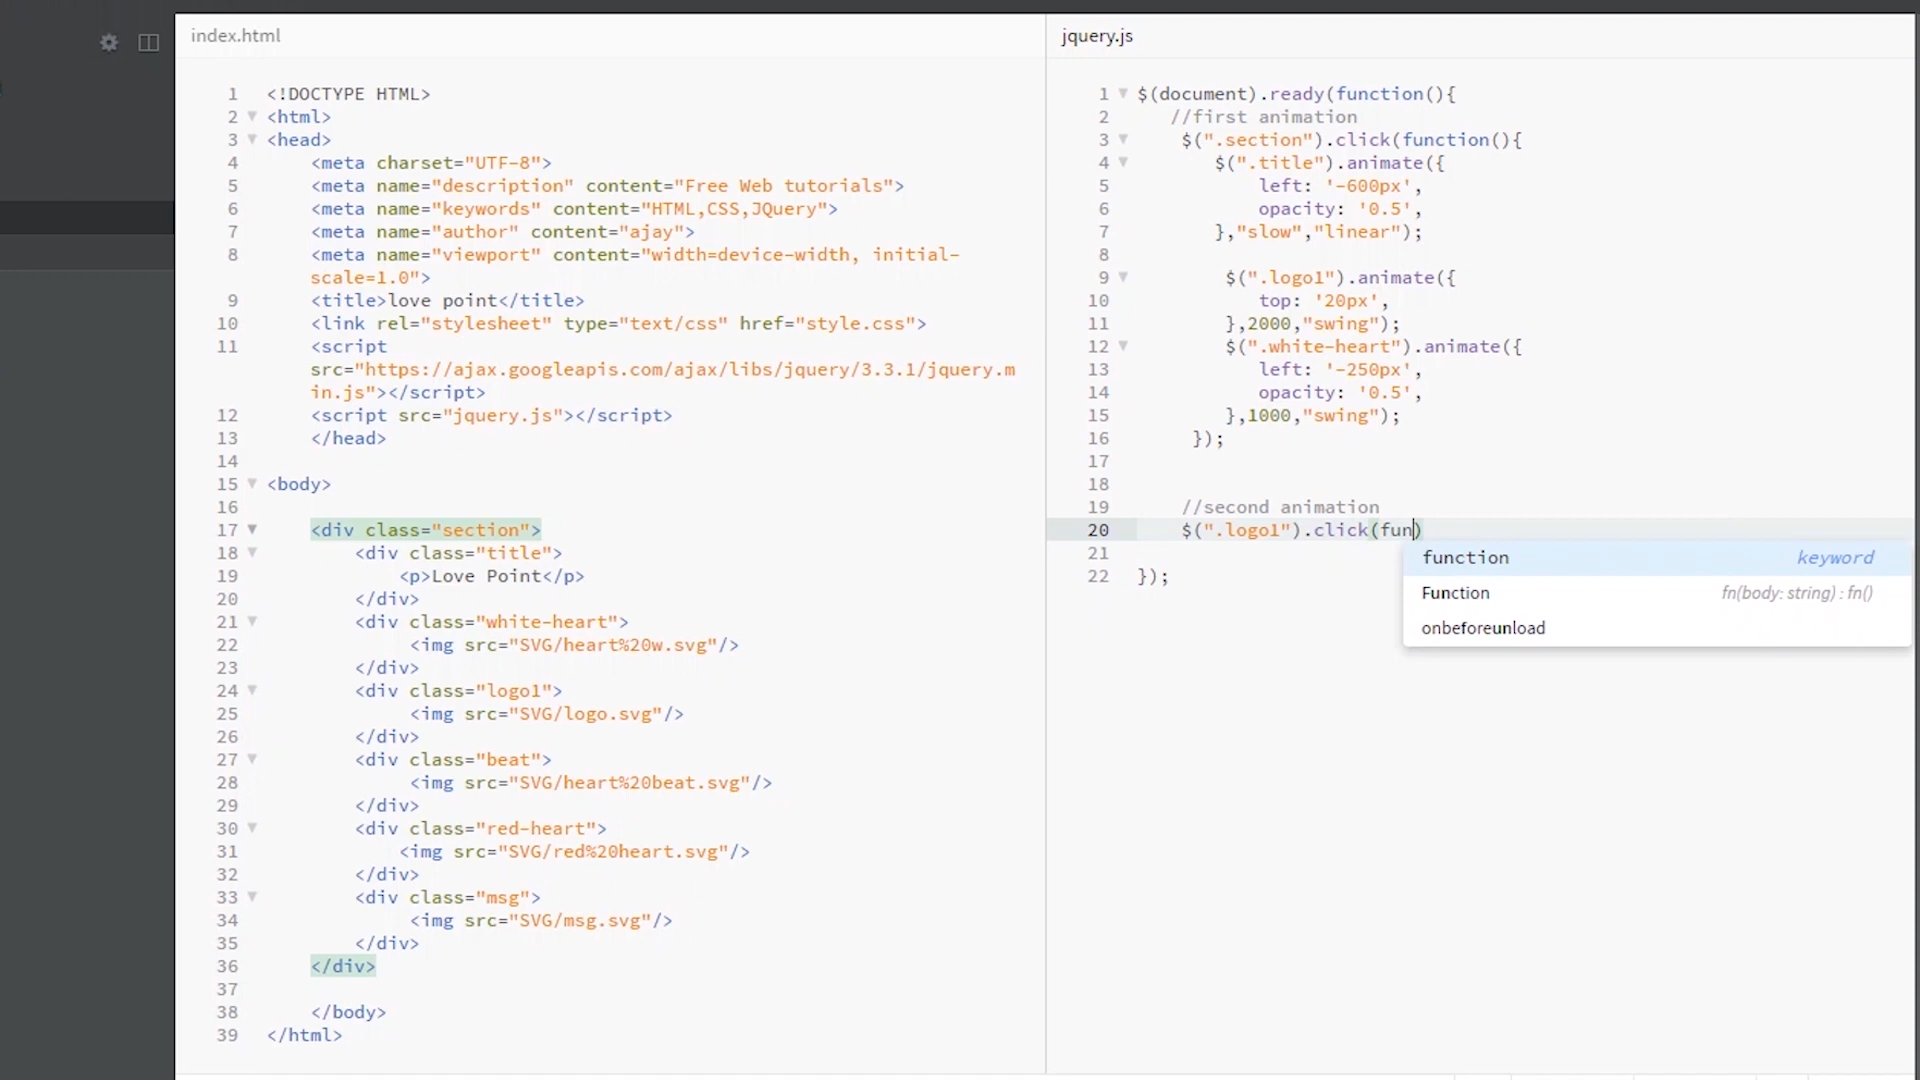 index.html
1 <!DOCTYPE HTML>
2 <html>
3 <head>
4 <meta charset="UTF-8">
5 <meta name="description" content="Free Web tutorials">
6 <meta name="keywords" content="HTML,CSS,JQuery">
7 <meta name="author" content="ajay">
8 <meta name="viewport" content="width=device-width, initial-
scale=1.0">
9 <title>love point</title>
10 <link rel="stylesheet" type="text/css" href="style.css">
11 <script
src="https://ajax.googleapis.com/ajax/libs/jquery/3.3.1/jquery.m
in.js"></script>
12 <script src="jquery.js"></script>
13 </head>
14
15 <body>
16
17 <div class="section">
18 <div class="title">
19 <p>Love Point</p>
20 </div>
21 <div class="white-heart">
22 <img src="SVG/heart%20w.svg"/>
23 </div>
24 <div class="logo1">
25 <img src="SVG/logo.svg"/>
26 </div>
27 <div class="beat">
28 <img src="SVG/heart%20beat.svg"/>
29 </div>
30 <div class="red-heart">
31 <img src="SVG/red%20heart.svg"/>
32 </div>
33 <div class="msg">
34 <img src="SVG/msg.svg"/>
35 </div>
36 </div>
37
38 </body>
39 </html>
jquery.js
1 $(document).ready(function(){
2 //first animation
3 $(".section").click(function(){
4 $(".title").animate({
5 left: '-600px',
6 opacity: '0.5',
7 },"slow","linear");
8
9 $(".logo1").animate({
10 top: '20px',
11 },2000,"swing");
12 $(".white-heart").animate({
13 left: '-250px',
14 opacity: '0.5',
15 },1000,"swing");
16 });
17
18
19 //second animation
20 $(".logo1").click(fun)
21
22 });
function keyword
Function fn(body: string) : fn()
onbeforeunload